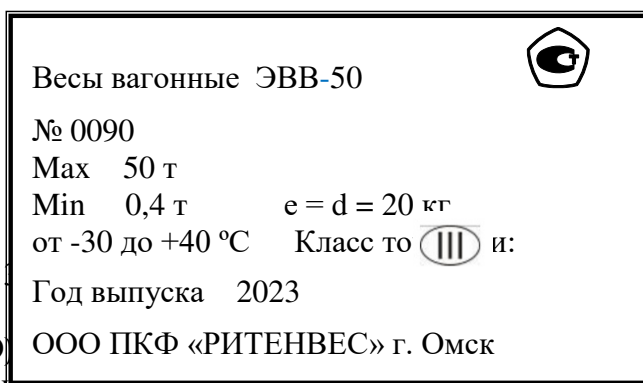 Весы вагонные ЭВВ-50
№ 0090
Max 50 т
Min 0,4 т e = d = 20 кг
от -30 до +40 ºС Класс то III и:
Год выпуска 2023
ООО ПКФ «РИТЕНВЕС» г. Омск